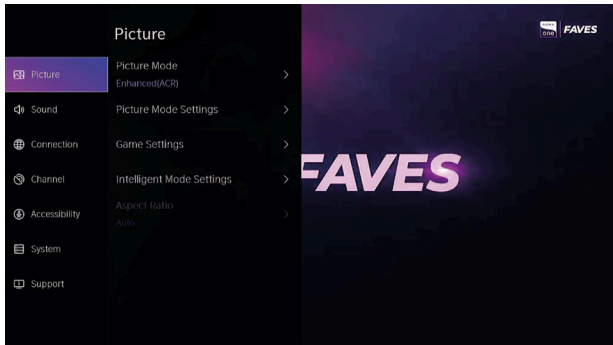 Picture
Picture
Sound
Connection
Channel
Accessibility
System
Support
Picture Mode
Enhanced(ACR)
Picture Mode Settings
Game Settings
Intelligent Mode Settings
Aspect Ratio
Auto
FAVES
one FAVES